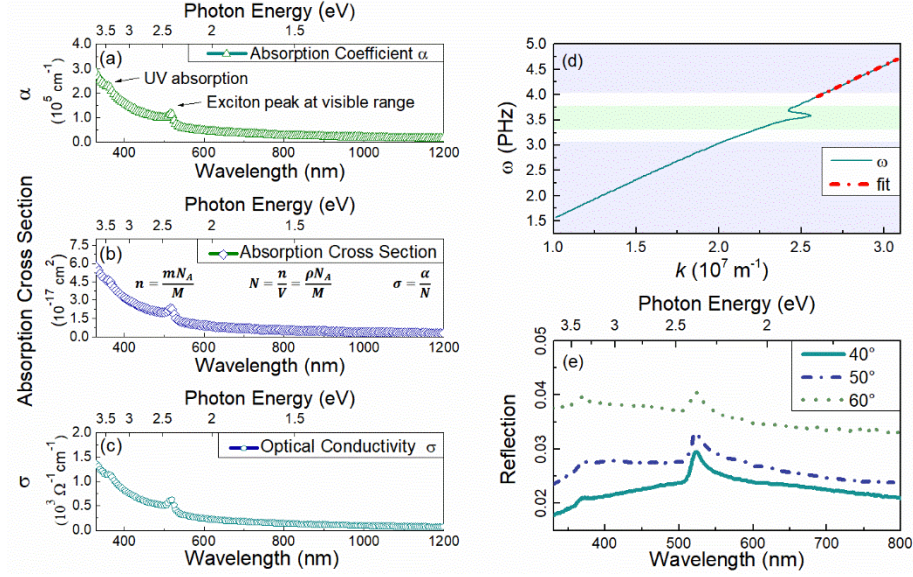 Photon Energy (eV)
3.5 3 2.5 2 1.5
(a)
Absorption Coefficient α
UV absorption
Exciton peak at visible range
α
(10⁵ cm⁻¹)
4.0
3.0
2.0
1.0
0.0
400 600 800 1000 1200
Wavelength (nm)
Photon Energy (eV)
3.5 3 2.5 2 1.5
(b)
Absorption Cross Section
n = mN_A/M N = n/V = ρN_A/M σ = α/N
Absorption Cross Section
(10⁻¹⁷ cm²)
7.5
6.0
4.5
3.0
1.5
0.0
400 600 800 1000 1200
Wavelength (nm)
Photon Energy (eV)
3.5 3 2.5 2 1.5
(c)
Optical Conductivity σ
σ
(10³ Ω⁻¹ cm⁻¹)
2.0
1.5
1.0
0.5
0.0
400 600 800 1000 1200
Wavelength (nm)
(d)
ω (PHz)
5.0
4.5
4.0
3.5
3.0
2.5
2.0
1.5
ω
fit
1.0 1.5 2.0 2.5 3.0
k (10⁷ m⁻¹)
Photon Energy (eV)
3.5 3 2.5 2
(e)
40°
50°
60°
Reflection
0.05
0.04
0.03
0.02
400 500 600 700 800
Wavelength (nm)